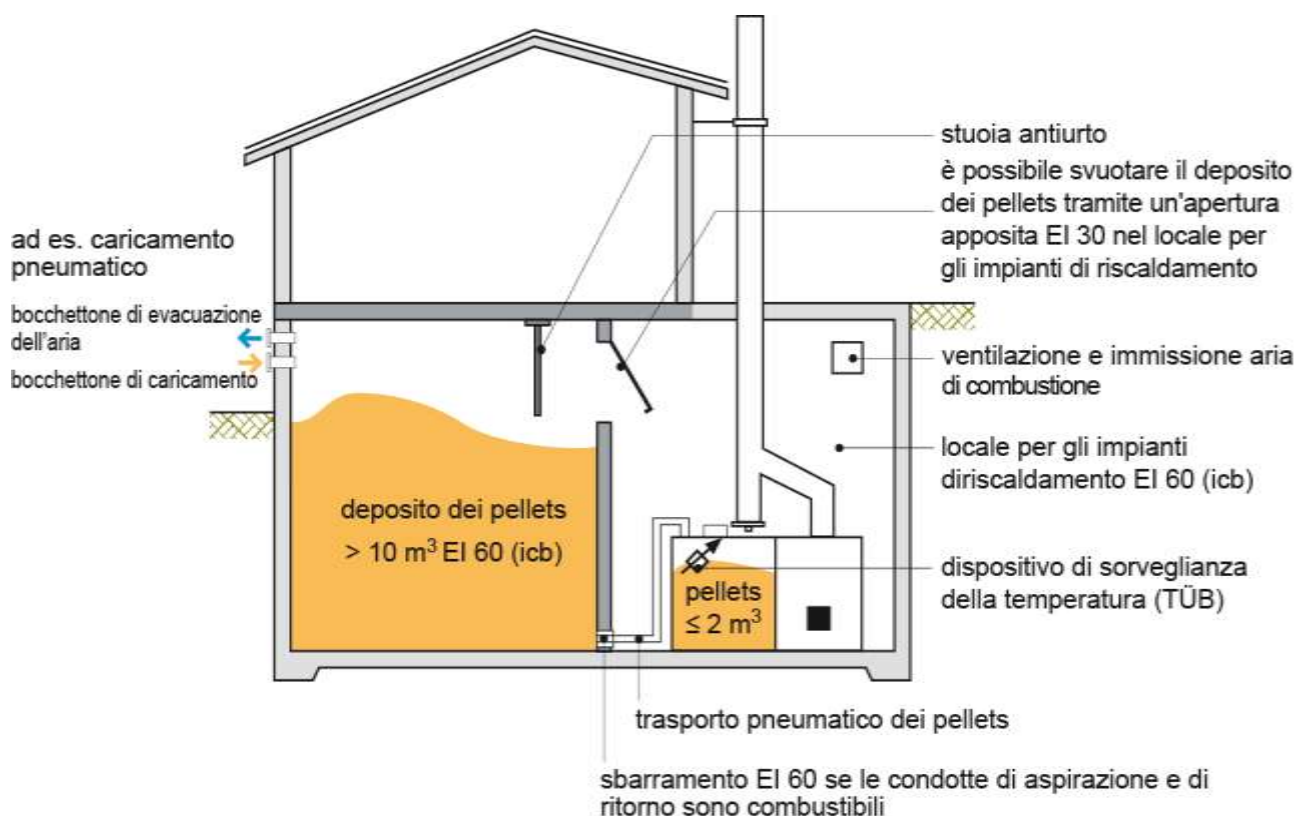 stuoia antiurto
è possibile svuotare il deposito
dei pellets tramite un'apertura
apposita EI 30 nel locale per
gli impianti di riscaldamento
ad es. caricamento
pneumatico
bocchettone di evacuazione
dell'aria
bocchettone di caricamento
ventilazione e immissione aria
di combustione
locale per gli impianti
diriscaldamento EI 60 (icb)
deposito dei pellets
> 10 m³ EI 60 (icb)
dispositivo di sorveglianza
della temperatura (TÜB)
pellets
≤ 2 m³
trasporto pneumatico dei pellets
sbarramento EI 60 se le condotte di aspirazione e di
ritorno sono combustibili